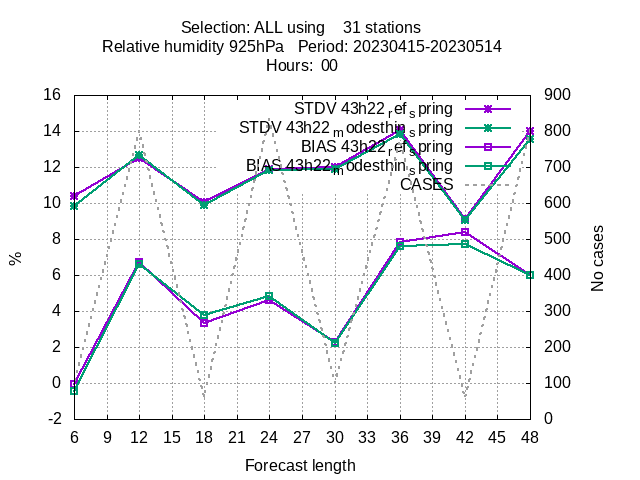 Selection: ALL using    31 stations
Relative humidity 925hPa   Period: 20230415-20230514
Hours:  00
STDV 43h22_ref_spring
STDV 43h22_modesthin_spring
BIAS 43h22_ref_spring
BIAS 43h22_modesthin_spring
CASES
16
14
12
10
8
6
4
2
0
-2
%
900
800
700
600
500
400
300
200
100
0
No cases
6 9 12 15 18 21 24 27 30 33 36 39 42 45 48
Forecast length